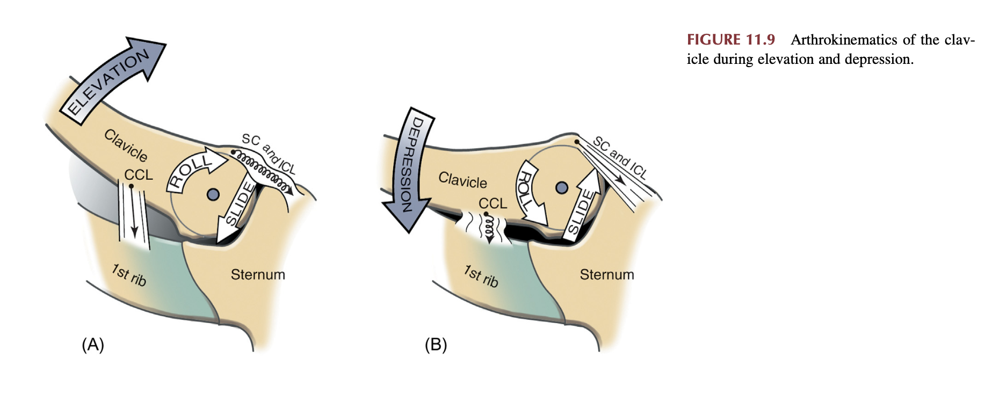 FIGURE 11.9 Arthrokinematics of the clav-
icle during elevation and depression.
ELEVATION
Clavicle
SC and ICL
ROLL
CCL
SLIDE
1st rib
Sternum
(A)
DEPRESSION
SC and ICL
Clavicle
ROLL
CCL
SLIDE
1st rib
Sternum
(B)